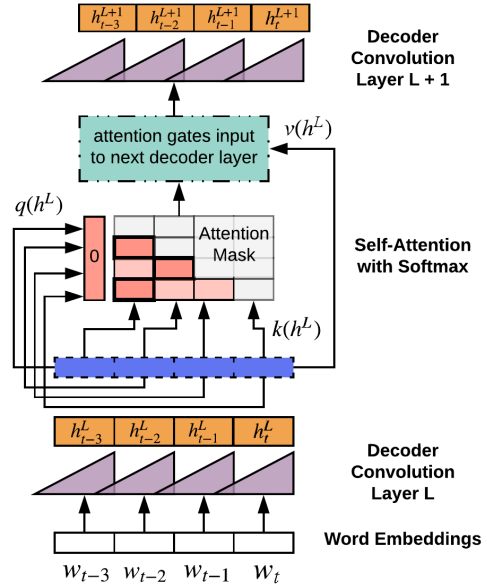 h^{L+1}_{t-3} h^{L+1}_{t-2} h^{L+1}_{t-1} h^{L+1}_t
Decoder
Convolution
Layer L + 1
attention gates input
to next decoder layer
v(h^L)
q(h^L)
0
Attention
Mask
Self-Attention
with Softmax
k(h^L)
h^L_{t-3} h^L_{t-2} h^L_{t-1} h^L_t
Decoder
Convolution
Layer L
Word Embeddings
w_{t-3} w_{t-2} w_{t-1} w_t